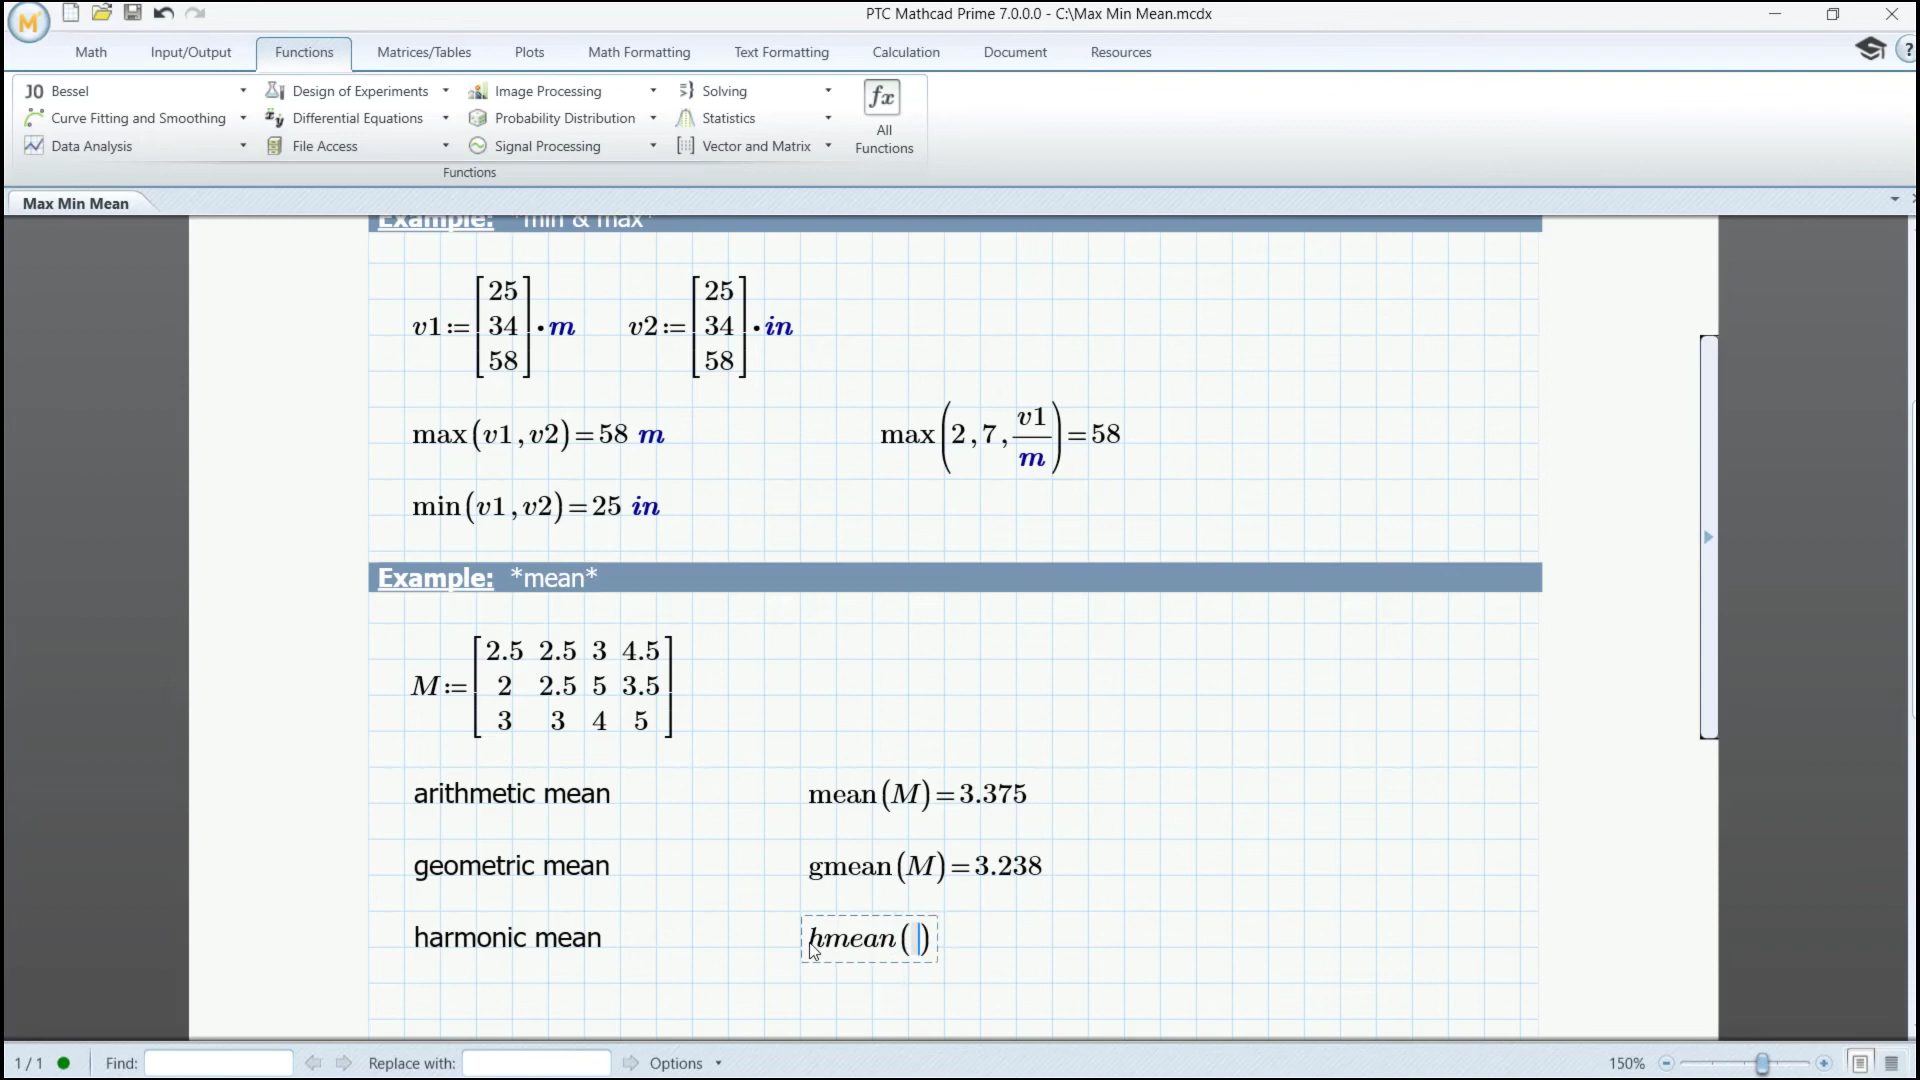 PTC Mathcad Prime 7.0.0.0 - C:\Max Min Mean.mcdx
Math Input/Output Functions Matrices/Tables Plots Math Formatting Text Formatting Calculation Document Resources
Bessel Design of Experiments Image Processing Solving
Curve Fitting and Smoothing Differential Equations Probability Distribution Statistics
Data Analysis File Access Signal Processing Vector and Matrix
All
Functions
Functions
Max Min Mean
Example: *min & max*
v1:=[25 34 58]·m v2:=[25 34 58]·in
max(v1,v2)=58 m max(2,7,v1/m)=58
min(v1,v2)=25 in
Example: *mean*
M:=[2.5 2.5 3 4.5
2 2.5 5 3.5
3 3 4 5]
arithmetic mean mean(M)=3.375
geometric mean gmean(M)=3.238
harmonic mean hmean( )
1 / 1 Find: Replace with: Options 150%